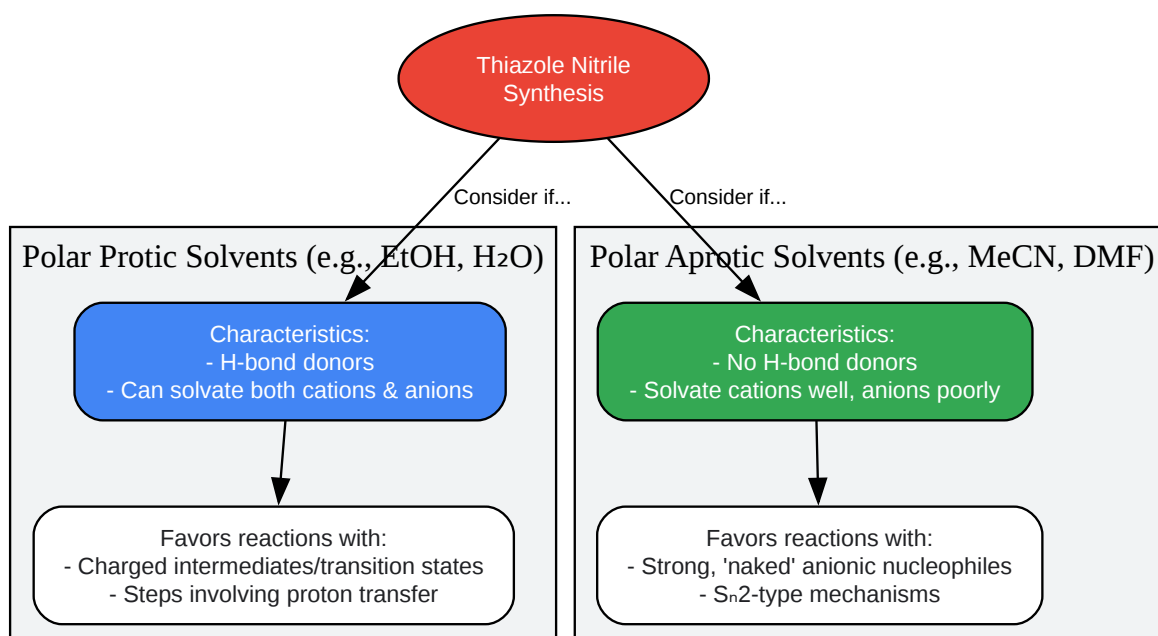 Thiazole Nitrile
Synthesis
Consider if...
Consider if...
Polar Protic Solvents (e.g., EtOH, H₂O)
Characteristics:
- H-bond donors
- Can solvate both cations & anions
Favors reactions with:
- Charged intermediates/transition states
- Steps involving proton transfer
Polar Aprotic Solvents (e.g., MeCN, DMF)
Characteristics:
- No H-bond donors
- Solvate cations well, anions poorly
Favors reactions with:
- Strong, 'naked' anionic nucleophiles
- Sₙ2-type mechanisms